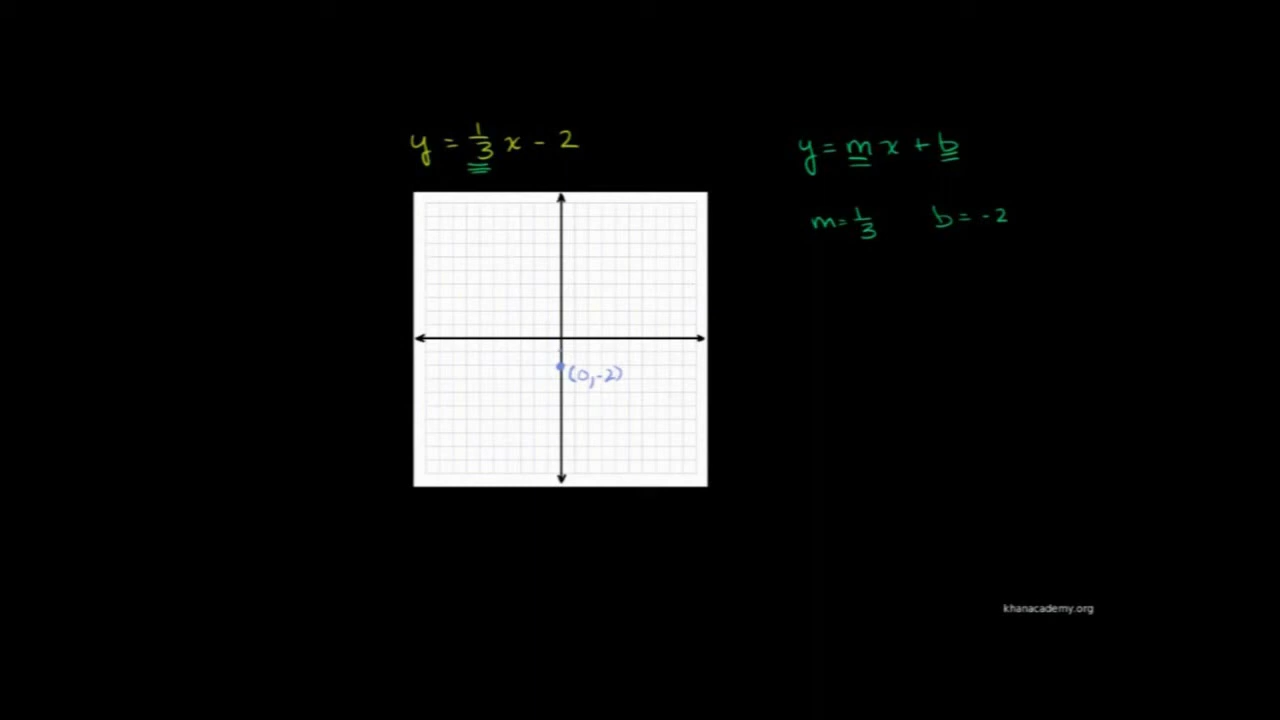 y = 1/3 x - 2
y = mx + b
m = 1/3 b = -2
(0,-2)
khanacademy.org